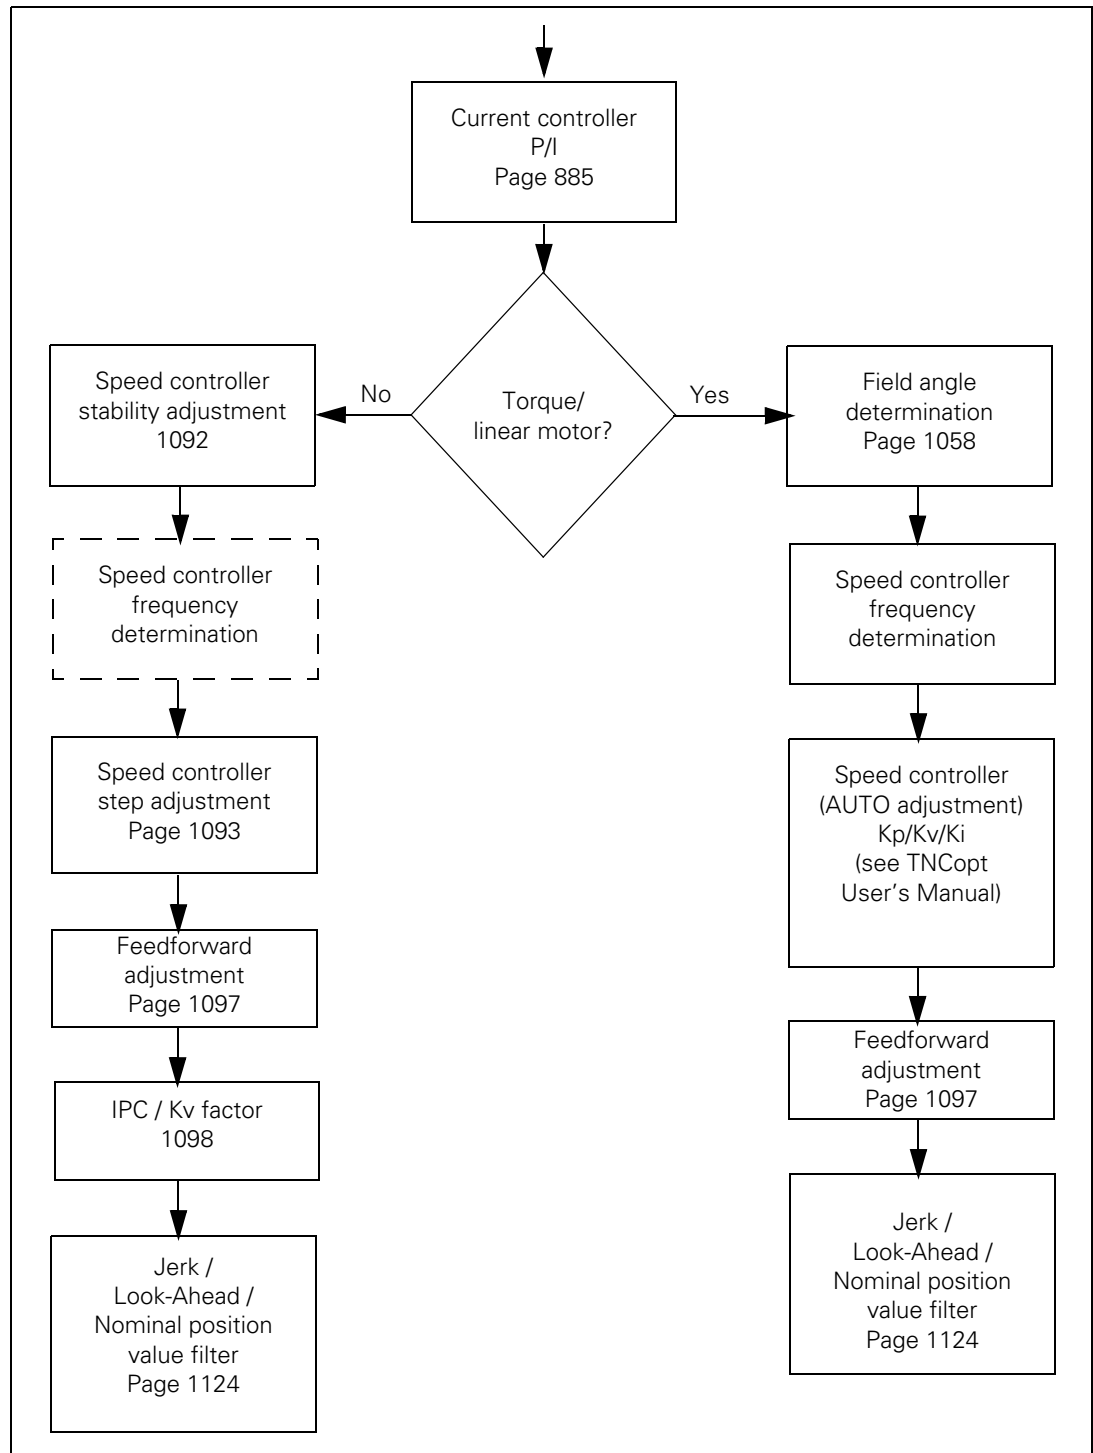 Current controller
P/I
Page 885
Torque/
linear motor?
No
Yes
Speed controller
stability adjustment
1092
Speed controller
frequency
determination
Speed controller
step adjustment
Page 1093
Feedforward
adjustment
Page 1097
IPC / Kv factor
1098
Jerk /
Look-Ahead /
Nominal position
value filter
Page 1124
Field angle
determination
Page 1058
Speed controller
frequency
determination
Speed controller
(AUTO adjustment)
Kp/Kv/Ki
(see TNCopt
User's Manual)
Feedforward
adjustment
Page 1097
Jerk /
Look-Ahead /
Nominal position
value filter
Page 1124